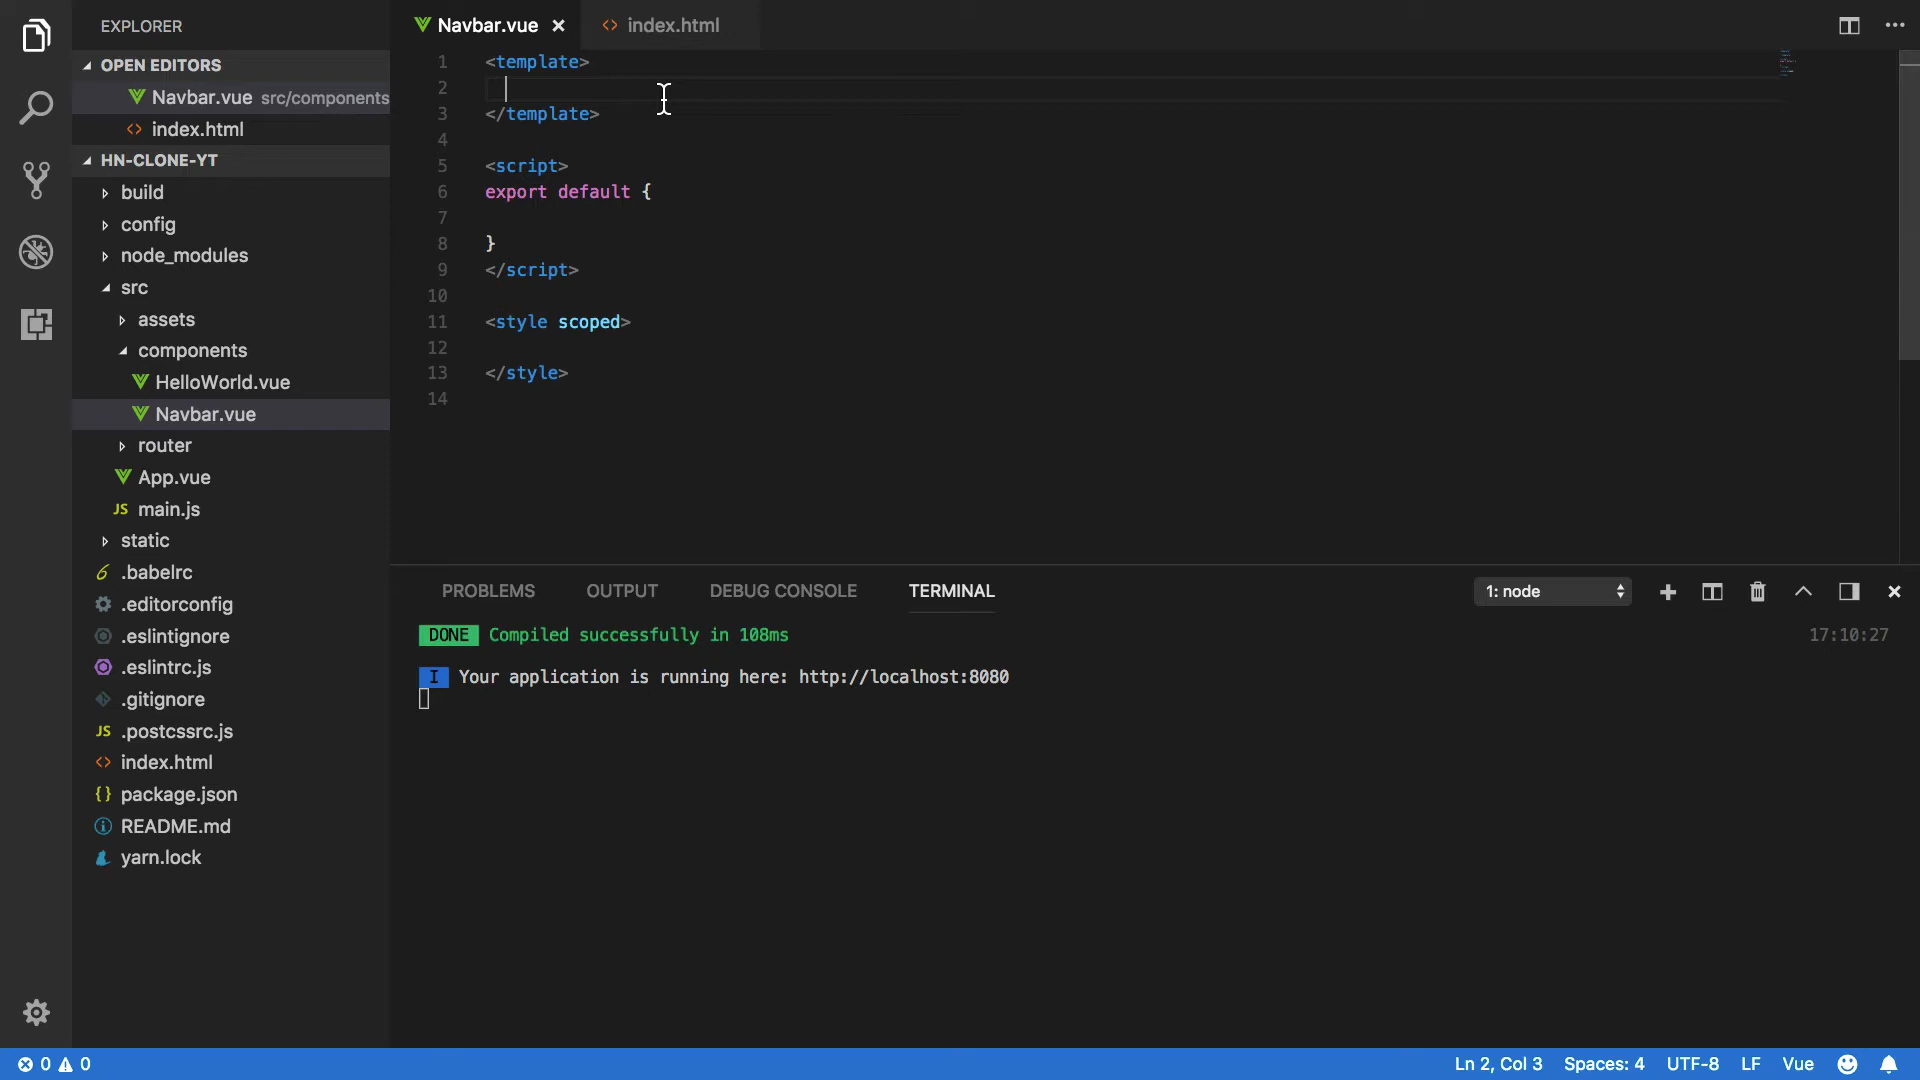 EXPLORER
OPEN EDITORS
Navbar.vue src/components
index.html
HN-CLONE-YT
build
config
node_modules
src
assets
components
HelloWorld.vue
Navbar.vue
router
App.vue
JS main.js
static
.babelrc
.editorconfig
.eslintignore
.eslintrc.js
.gitignore
JS .postcssrc.js
<> index.html
{} package.json
README.md
yarn.lock
Navbar.vue
<> index.html
1 <template>
2
3 </template>
4
5 <script>
6 export default {
7
8 }
9 </script>
10
11 <style scoped>
12
13 </style>
14
PROBLEMS OUTPUT DEBUG CONSOLE TERMINAL 1: node
DONE Compiled successfully in 108ms 17:10:27
I Your application is running here: http://localhost:8080
0 0 Ln 2, Col 3 Spaces: 4 UTF-8 LF Vue